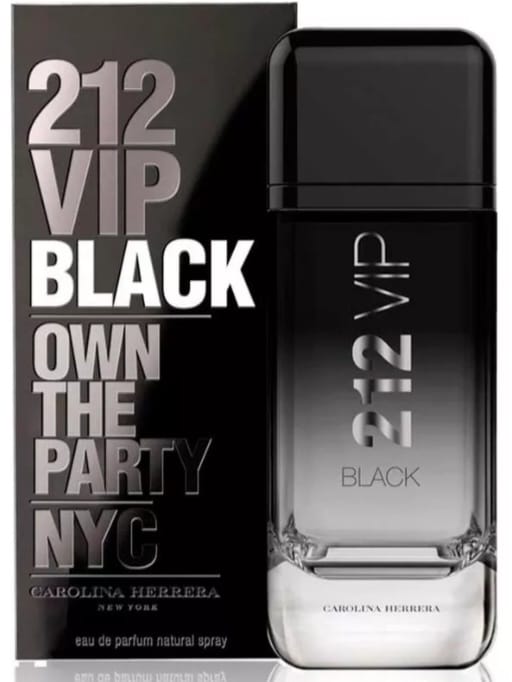 212
VIP
BLACK
OWN
THE
PARTY
NYC
CAROLINA HERRERA
NEW YORK
eau de parfum natural spray
212 VIP
BLACK
CAROLINA HERRERA